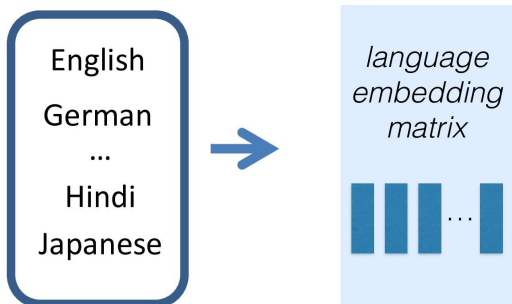 English
German
...
Hindi
Japanese
language
embedding
matrix
...